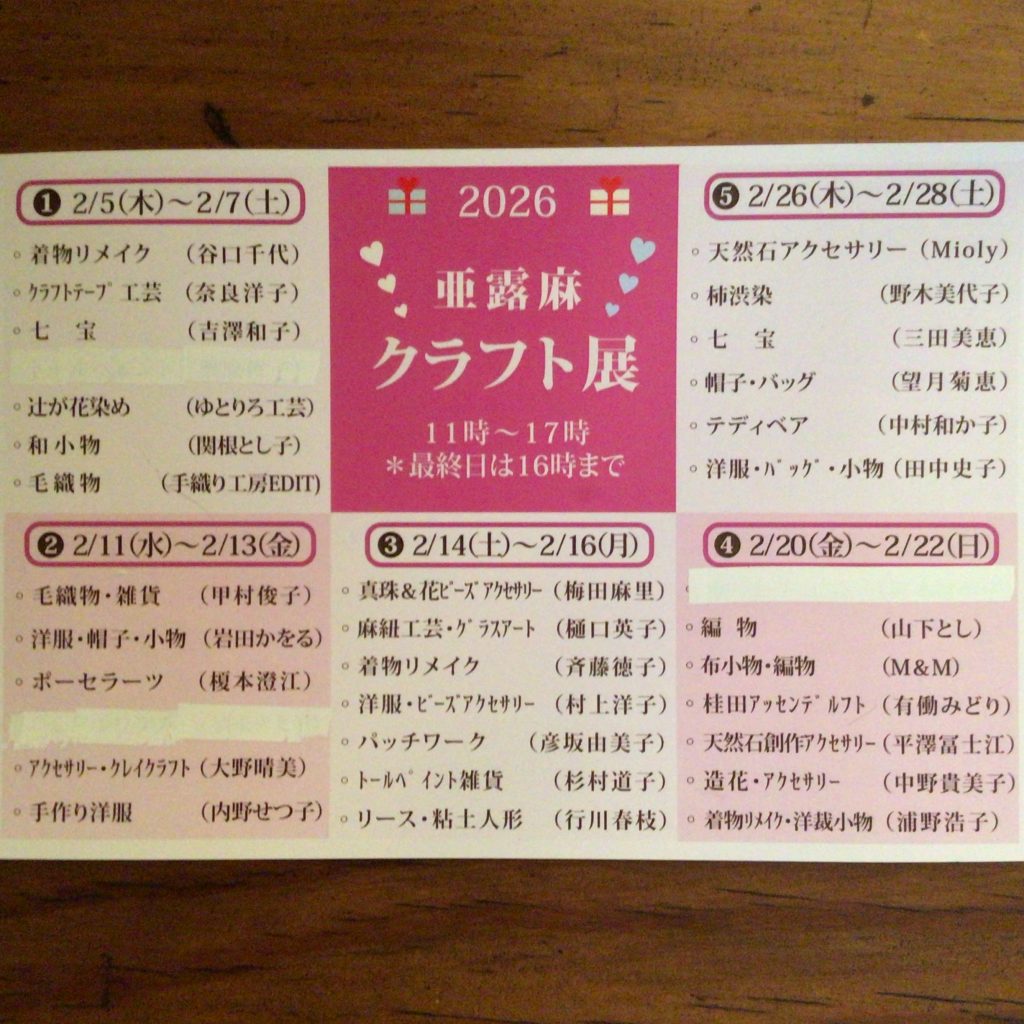 ❶ 2/5(木)～2/7(土)
◦ 着物リメイク (谷口千代)
◦ クラフトテープ工芸 (奈良洋子)
◦ 七 宝 (吉澤和子)
◦ 辻が花染め (ゆとりろ工芸)
◦ 和小物 (関根とし子)
◦ 毛織物 (手織り工房EDIT)
2026
亜露麻
クラフト展
11時～17時
＊最終日は16時まで
❺ 2/26(木)～2/28(土)
◦ 天然石アクセサリー (Mioly)
◦ 柿渋染 (野木美代子)
◦ 七 宝 (三田美恵)
◦ 帽子・バッグ (望月菊恵)
◦ テディベア (中村和か子)
◦ 洋服・バッグ・小物 (田中史子)
❷ 2/11(水)～2/13(金)
◦ 毛織物・雑貨 (甲村俊子)
◦ 洋服・帽子・小物 (岩田かをる)
◦ ポーセラーツ (榎本澄江)
◦ アクセサリー・クレイクラフト (大野晴美)
◦ 手作り洋服 (内野せつ子)
❸ 2/14(土)～2/16(月)
◦ 真珠&花ビーズアクセサリー (梅田麻里)
◦ 麻紐工芸・グラスアート (樋口英子)
◦ 着物リメイク (斉藤徳子)
◦ 洋服・ビーズアクセサリー (村上洋子)
◦ パッチワーク (彦坂由美子)
◦ トールペイント雑貨 (杉村道子)
◦ リース・粘土人形 (行川春枝)
❹ 2/20(金)～2/22(日)
◦ 編 物 (山下とし)
◦ 布小物・編物 (M&M)
◦ 桂田アッセンデルフト (有働みどり)
◦ 天然石創作アクセサリー (平澤冨士江)
◦ 造花・アクセサリー (中野貴美子)
◦ 着物リメイク・洋裁小物 (浦野浩子)